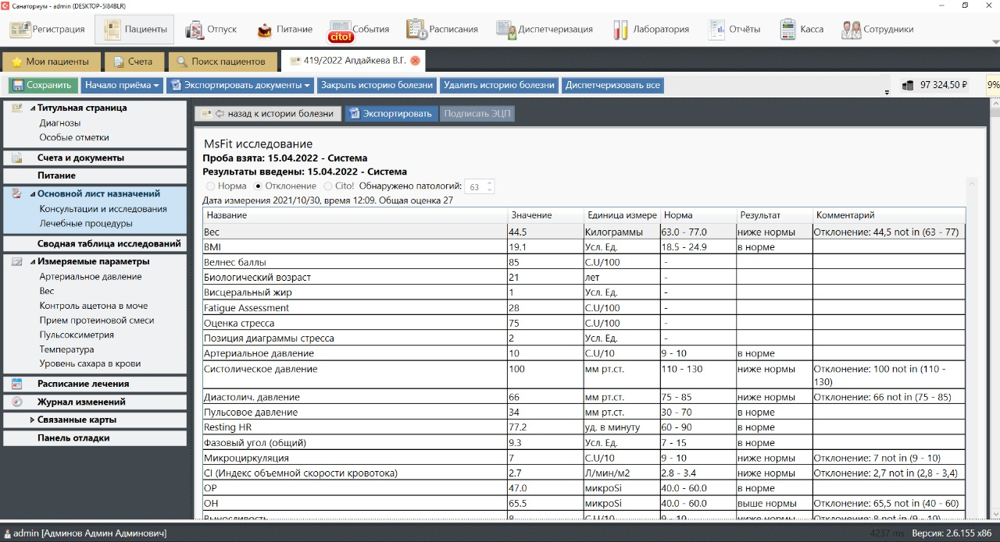 Санаториум - admin (DESKTOP-5I84BLR)
Регистрация Пациенты Отпуск Питание cito! События Расписания Диспетчеризация Лаборатория Отчёты Касса Сотрудники
Мои пациенты Счета Поиск пациентов 419/2022 Апдайкева В.Г.
Сохранить Начало приёма Экспортировать документы Закрыть историю болезни Удалить историю болезни Диспетчеризовать все 97 324,50 ₽ 9%
Титульная страница
Диагнозы
Особые отметки
Счета и документы
Питание
Основной лист назначений
Консультации и исследования
Лечебные процедуры
Сводная таблица исследований
Измеряемые параметры
Артериальное давление
Вес
Контроль ацетона в моче
Прием протеиновой смеси
Пульсоксиметрия
Температура
Уровень сахара в крови
Расписание лечения
Журнал изменений
Связанные карты
Панель отладки
назад к истории болезни Экспортировать Подписать ЭЦП
MsFit исследование
Проба взята: 15.04.2022 - Система
Результаты введены: 15.04.2022 - Система
Норма Отклонение Cito! Обнаружено патологий: 63
Дата измерения 2021/10/30, время 12:09. Общая оценка 27
Название Значение Единица измере Норма Результат Комментарий
Вес 44.5 Килограммы 63.0 - 77.0 ниже нормы Отклонение: 44,5 not in (63 - 77)
BMI 19.1 Усл. Ед. 18.5 - 24.9 в норме
Велнес баллы 85 C.U/100 -
Биологический возраст 21 лет -
Висцеральный жир 1 Усл. Ед. -
Fatigue Assessment 28 C.U/100 -
Оценка стресса 75 C.U/100 -
Позиция диаграммы стресса 2 Усл. Ед. -
Артериальное давление 10 C.U/10 9 - 10 в норме
Систолическое давление 100 мм рт.ст. 110 - 130 ниже нормы Отклонение: 100 not in (110 -
130)
Диастолич. давление 66 мм рт.ст. 75 - 85 ниже нормы Отклонение: 66 not in (75 - 85)
Пульсовое давление 34 мм рт.ст. 30 - 70 в норме
Resting HR 77.2 уд. в минуту 60 - 90 в норме
Фазовый угол (общий) 9.3 Усл. Ед. 7 - 15 в норме
Микроциркуляция 7 C.U/10 9 - 10 ниже нормы Отклонение: 7 not in (9 - 10)
CI (Индекс объемной скорости кровотока) 2.7 Л/мин/м2 2.8 - 3.4 ниже нормы Отклонение: 2,7 not in (2,8 - 3,4)
OP 47.0 микроSi 40.0 - 60.0 в норме
OH 65.5 микроSi 40.0 - 60.0 выше нормы Отклонение: 65,5 not in (40 - 60)
Выносливость 8 C.U/10 9 - 10 ниже нормы Отклонение: 8 not in (9 - 10)
admin [Админов Админ Админович] 4237 ms Версия: 2.6.155 x86